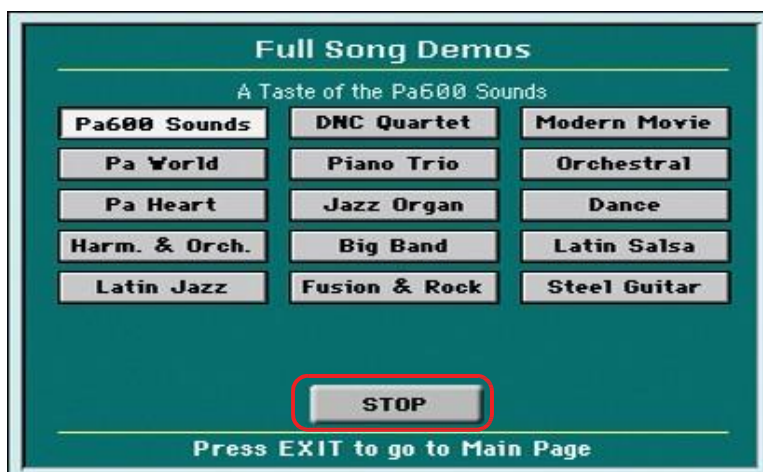 Full Song Demos
A Taste of the Pa600 Sounds
Pa600 Sounds DNC Quartet Modern Movie
Pa World Piano Trio Orchestral
Pa Heart Jazz Organ Dance
Harm. & Orch. Big Band Latin Salsa
Latin Jazz Fusion & Rock Steel Guitar
STOP
Press EXIT to go to Main Page